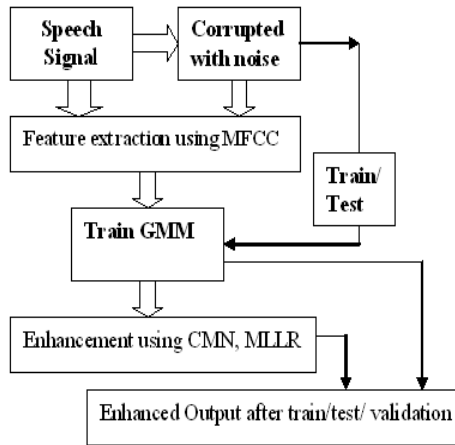 Speech
Signal
Corrupted
with noise
Feature extraction using MFCC
Train/
Test
Train GMM
Enhancement using CMN, MLLR
Enhanced Output after train/test/ validation